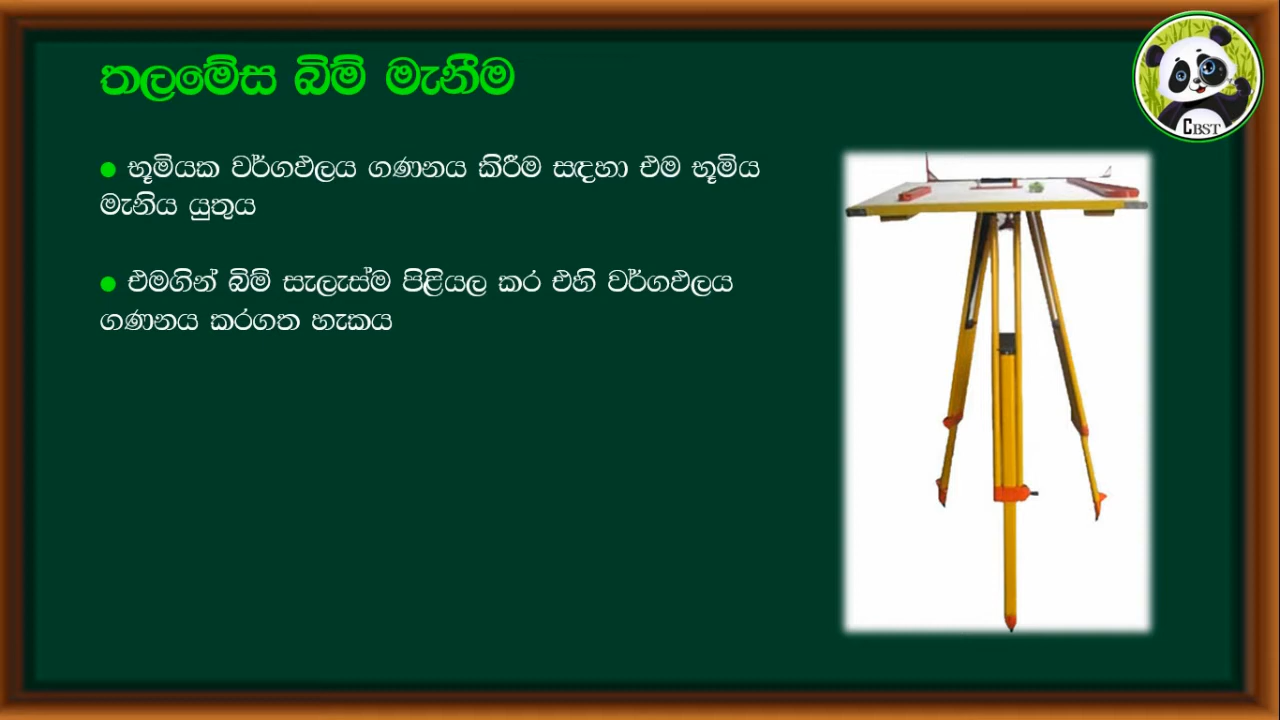 තලමේස බිම් මැනීම
● භූමියක වර්ගඵලය ගණනය කිරීම සඳහා එම භූමිය
මැනිය යුතුය
● එමගින් බිම් සැලැස්ම පිළියල කර එහි වර්ගඵලය
ගණනය කරගත හැකය
CBST